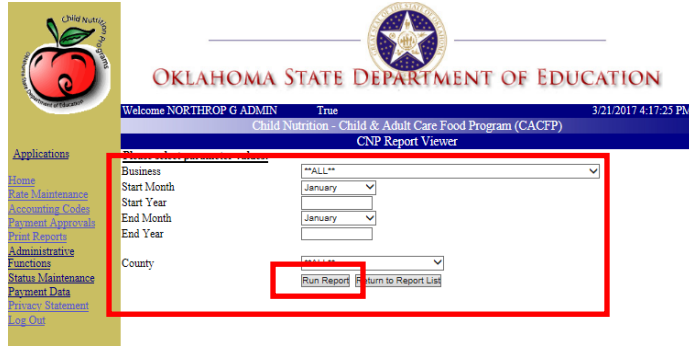 Child Nutrition Programs
Department of Education
OKLAHOMA STATE DEPARTMENT OF EDUCATION
Welcome NORTHROP G ADMIN True 3/21/2017 4:17:25 PM
Child Nutrition - Child & Adult Care Food Program (CACFP)
CNP Report Viewer
Applications
Home
Rate Maintenance
Accounting Codes
Payment Approvals
Print Reports
Administrative
Functions
Status Maintenance
Payment Data
Privacy Statement
Log Out
Please select parameter values.
Business **ALL**
Start Month January
Start Year
End Month January
End Year
County **ALL**
Run Report Return to Report List